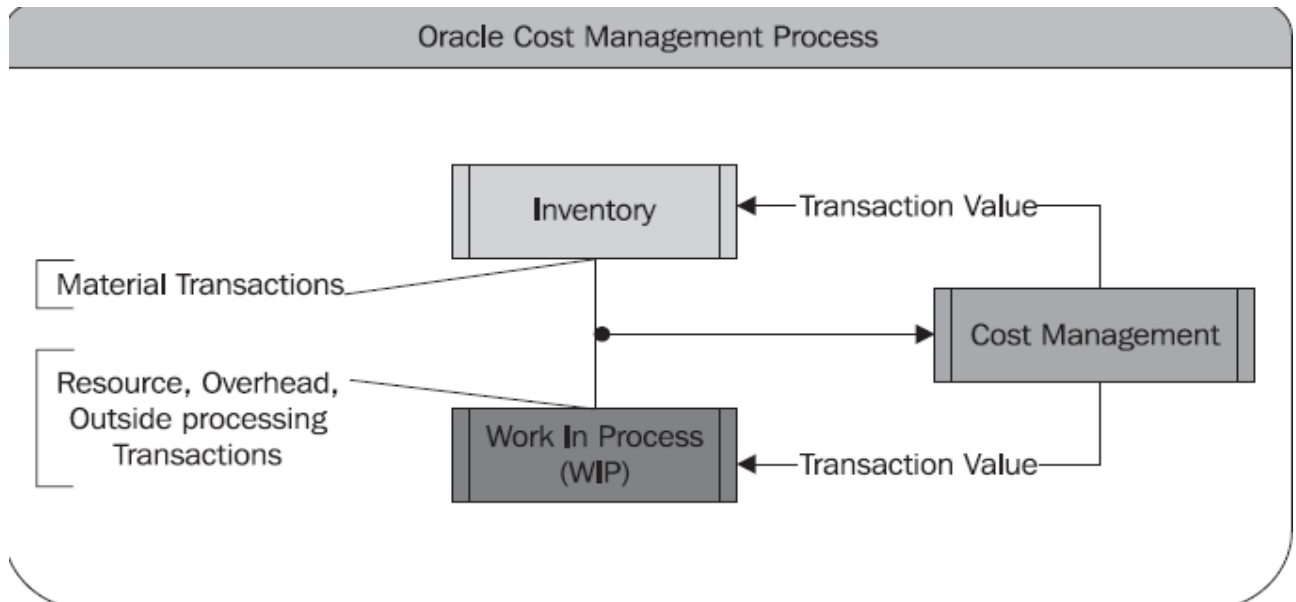 Oracle Cost Management Process
Inventory
Transaction Value
Material Transactions
Cost Management
Resource, Overhead,
Outside processing
Transactions
Work In Process
(WIP)
Transaction Value